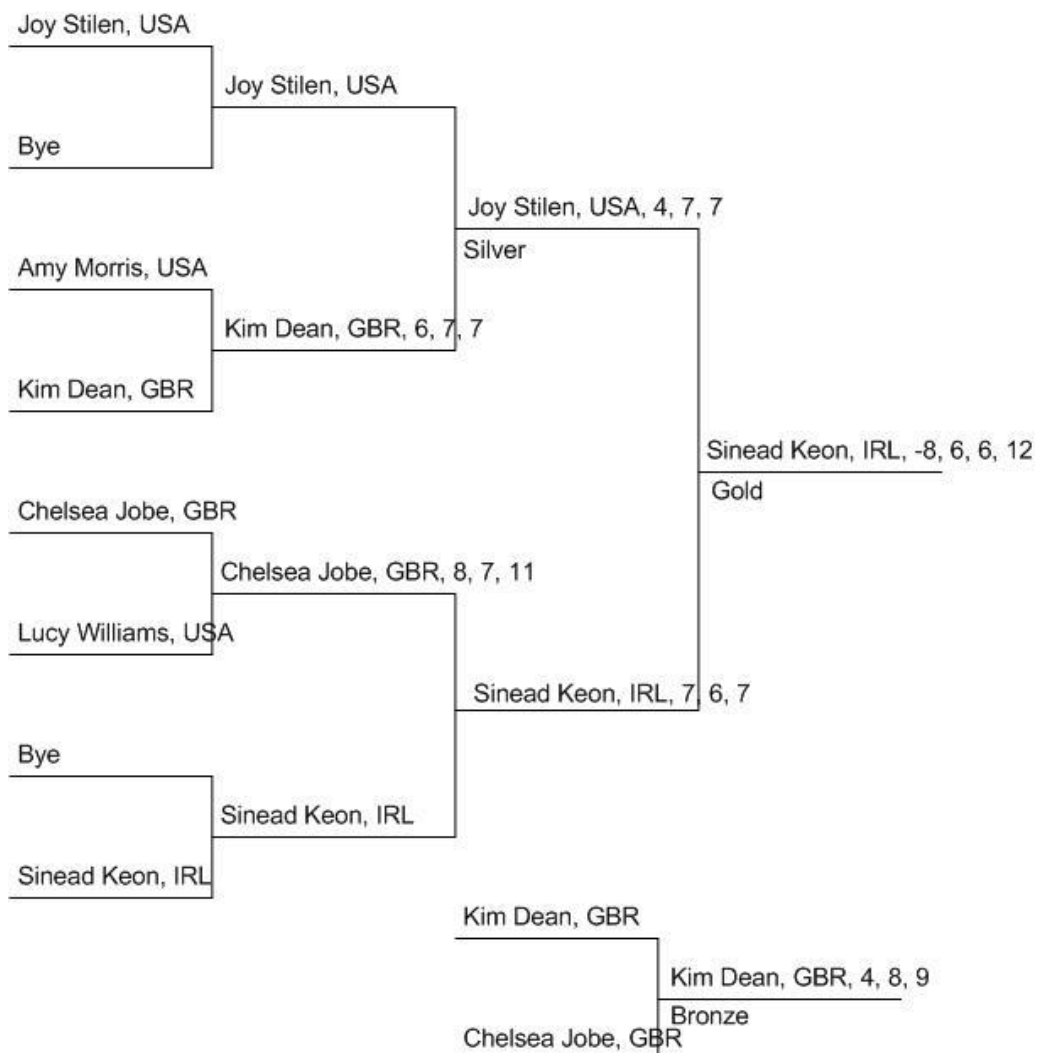 Joy Stilen, USA
Joy Stilen, USA
Bye
Joy Stilen, USA, 4, 7, 7
Silver
Amy Morris, USA
Kim Dean, GBR, 6, 7, 7
Kim Dean, GBR
Sinead Keon, IRL, -8, 6, 6, 12
Gold
Chelsea Jobe, GBR
Chelsea Jobe, GBR, 8, 7, 11
Lucy Williams, USA
Sinead Keon, IRL, 7, 6, 7
Bye
Sinead Keon, IRL
Sinead Keon, IRL
Kim Dean, GBR
Kim Dean, GBR, 4, 8, 9
Bronze
Chelsea Jobe, GBR